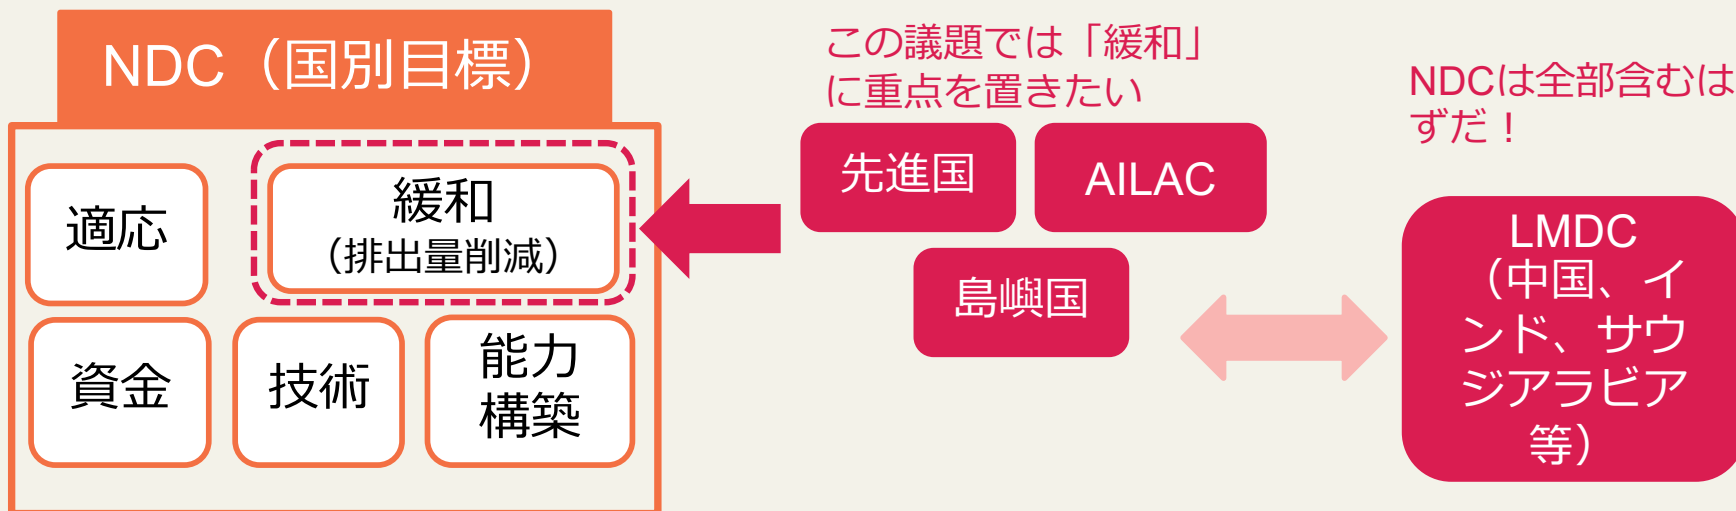 NDC（国別目標）
適応
緩和
（排出量削減）
資金
技術
能力
構築
この議題では「緩和」
に重点を置きたい
先進国
AILAC
島嶼国
NDCは全部含むは
ずだ！
LMDC
（中国、イ
ンド、サウ
ジアラビア
等）